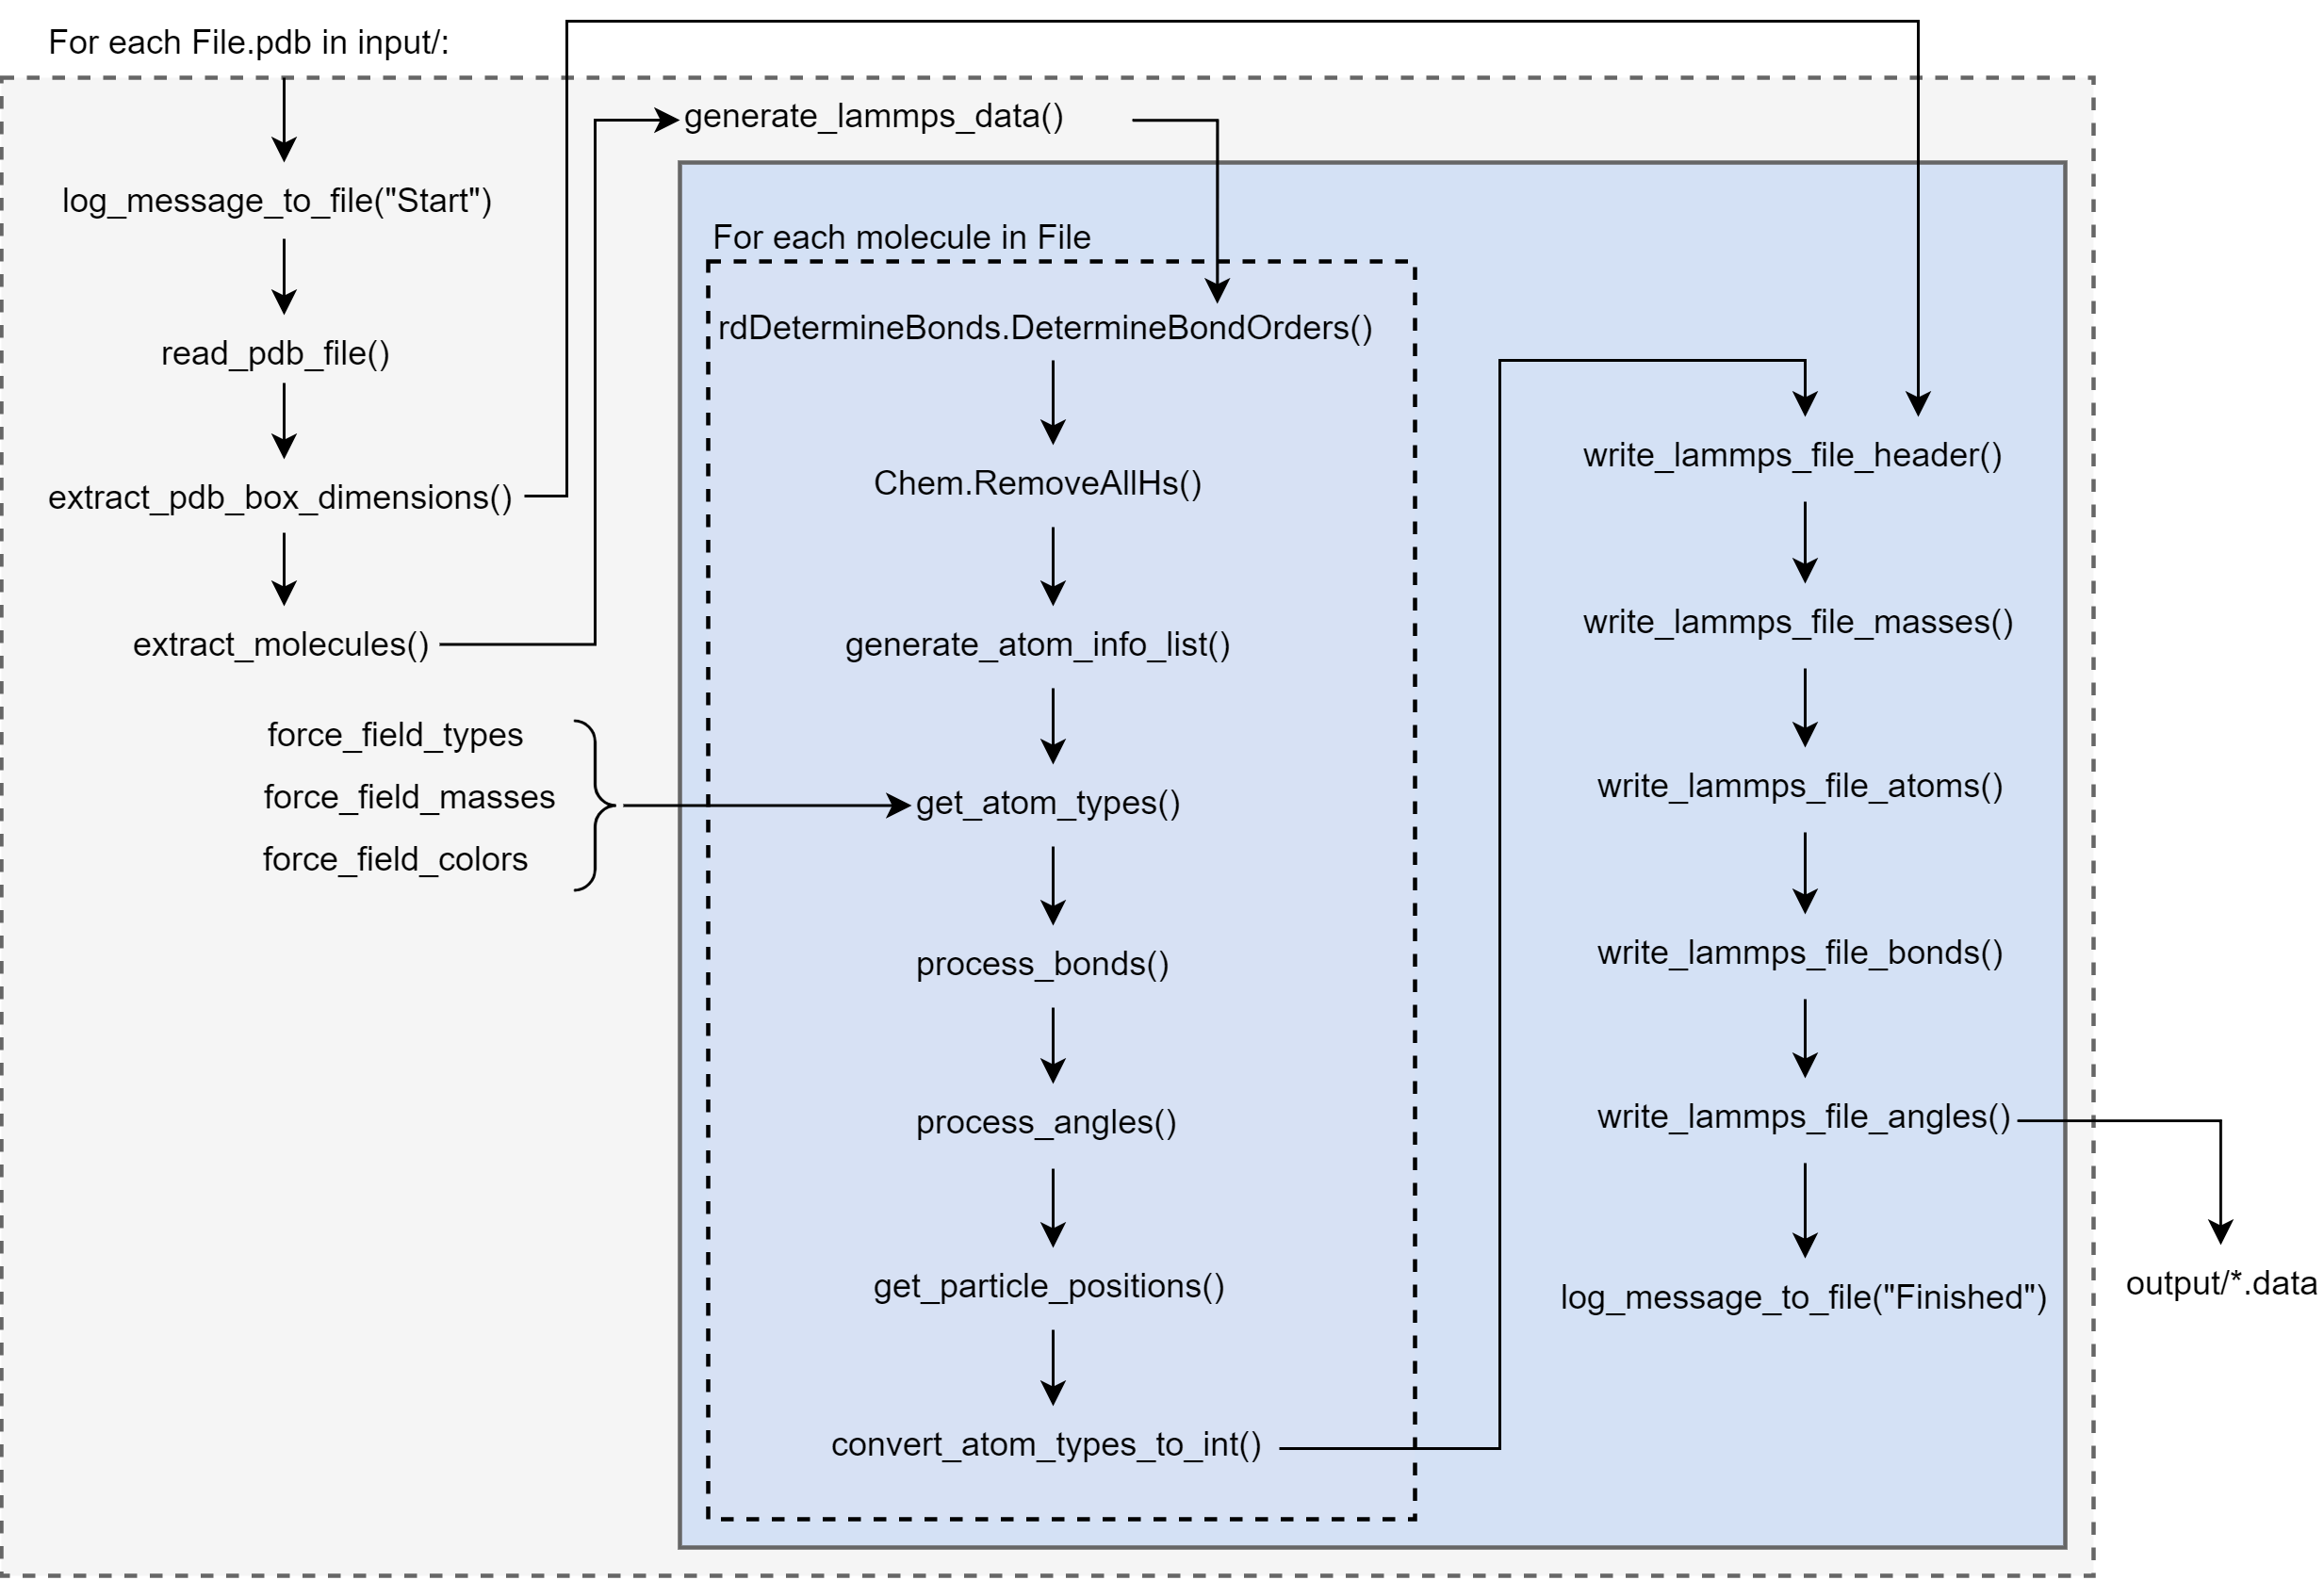 For each File.pdb in input/:
log_message_to_file("Start")
read_pdb_file()
extract_pdb_box_dimensions()
extract_molecules()
force_field_types
force_field_masses
force_field_colors
generate_lammps_data()
For each molecule in File
rdDetermineBonds.DetermineBondOrders()
Chem.RemoveAllHs()
generate_atom_info_list()
get_atom_types()
process_bonds()
process_angles()
get_particle_positions()
convert_atom_types_to_int()
write_lammps_file_header()
write_lammps_file_masses()
write_lammps_file_atoms()
write_lammps_file_bonds()
write_lammps_file_angles()
log_message_to_file("Finished")
output/*.data